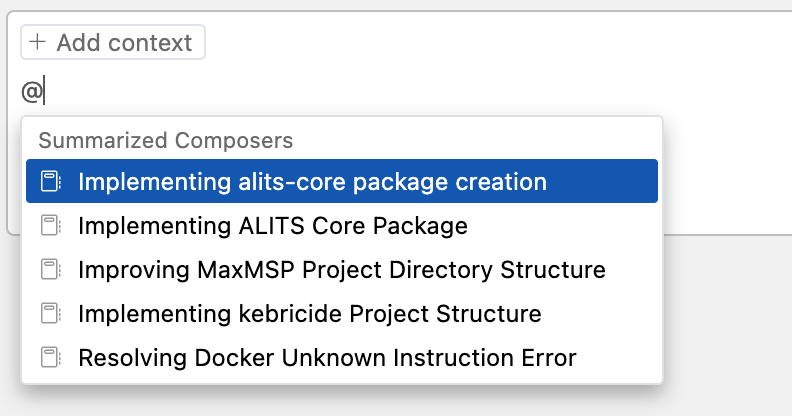 + Add context
@
Summarized Composers
Implementing alits-core package creation
Implementing ALITS Core Package
Improving MaxMSP Project Directory Structure
Implementing kebricide Project Structure
Resolving Docker Unknown Instruction Error